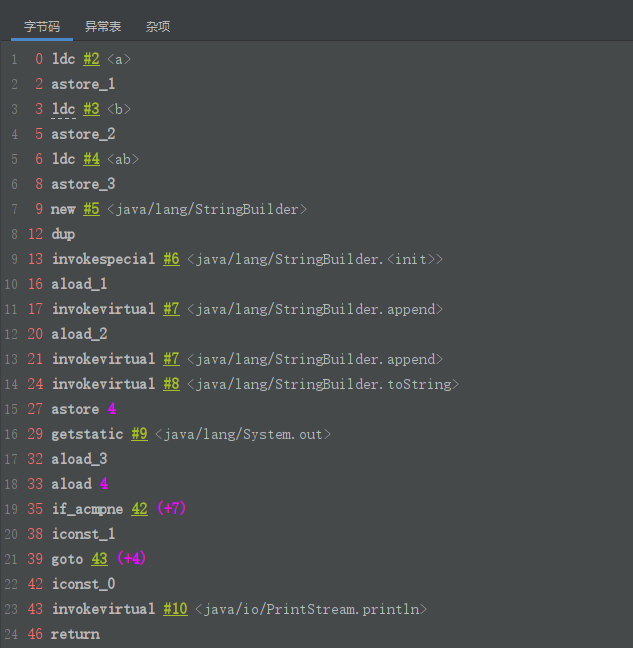 字节码 异常表 杂项
1 0 ldc #2 <a>
2 2 astore_1
3 3 ldc #3 <b>
4 5 astore_2
5 6 ldc #4 <ab>
6 8 astore_3
7 9 new #5 <java/lang/StringBuilder>
8 12 dup
9 13 invokespecial #6 <java/lang/StringBuilder.<init>>
10 16 aload_1
11 17 invokevirtual #7 <java/lang/StringBuilder.append>
12 20 aload_2
13 21 invokevirtual #7 <java/lang/StringBuilder.append>
14 24 invokevirtual #8 <java/lang/StringBuilder.toString>
15 27 astore 4
16 29 getstatic #9 <java/lang/System.out>
17 32 aload_3
18 33 aload 4
19 35 if_acmpne 42 (+7)
20 38 iconst_1
21 39 goto 43 (+4)
22 42 iconst_0
23 43 invokevirtual #10 <java/io/PrintStream.println>
24 46 return